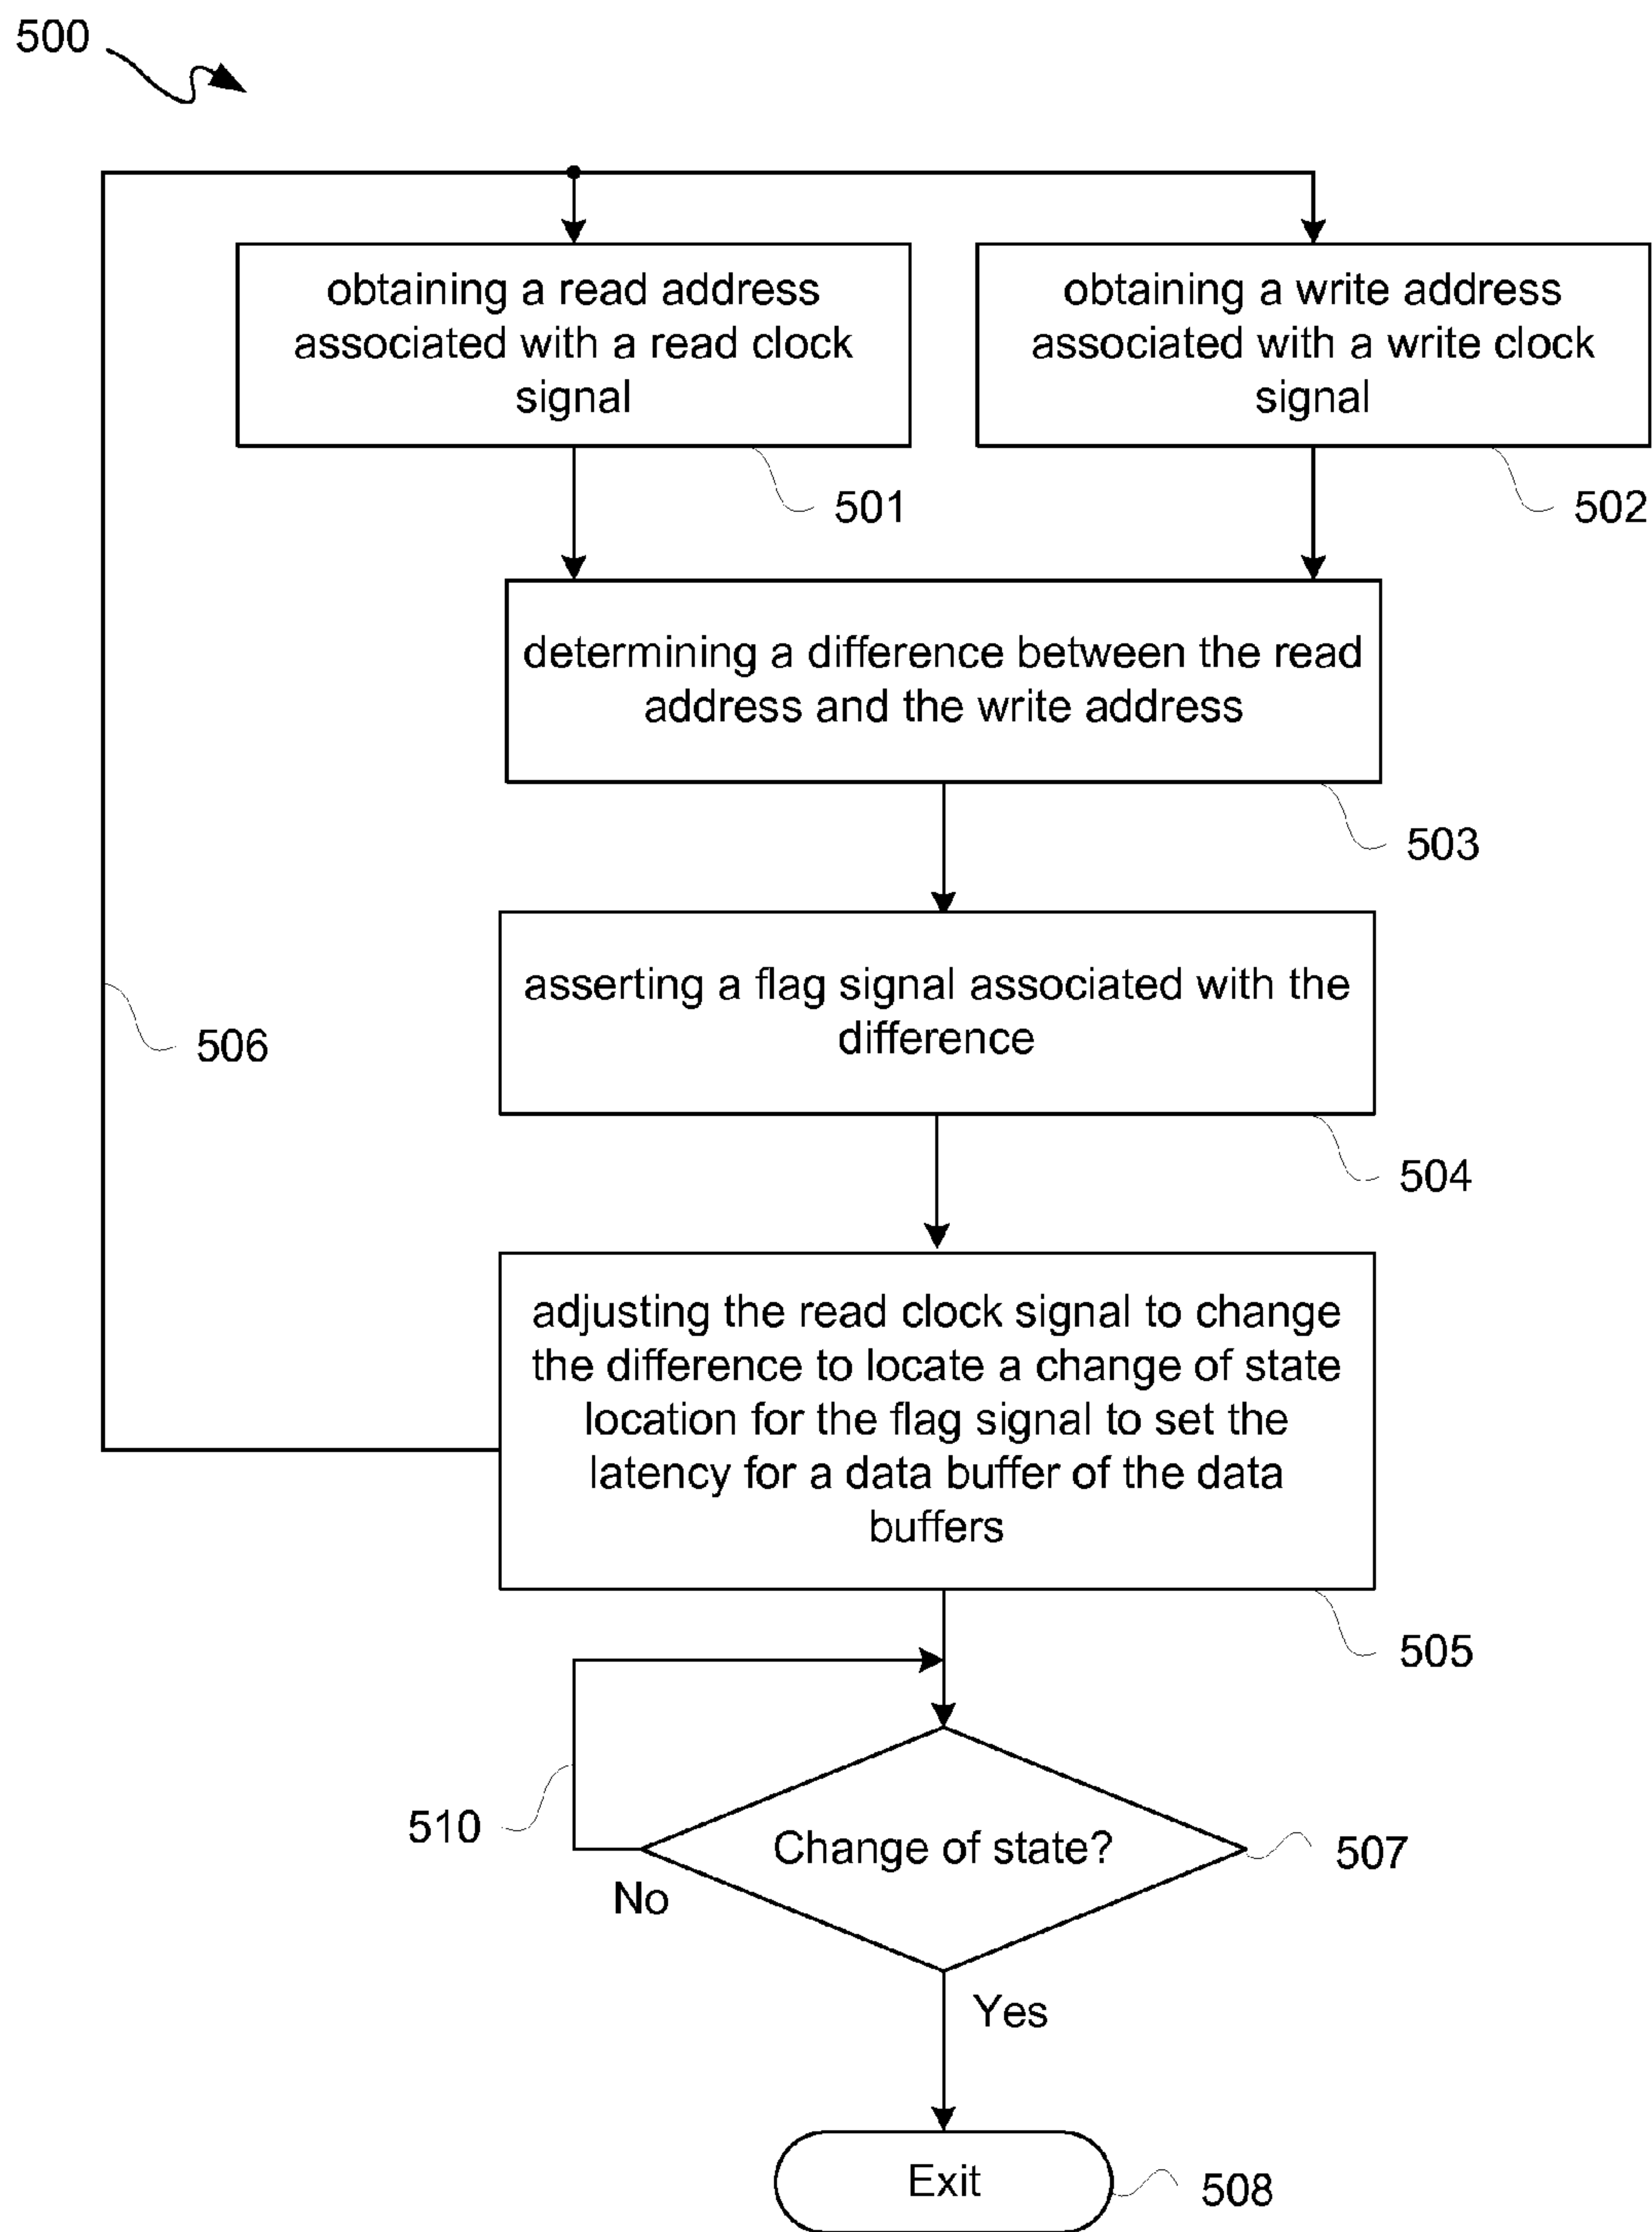 500
obtaining a read address
associated with a read clock
signal
501
obtaining a write address
associated with a write clock
signal
502
determining a difference between the read
address and the write address
503
asserting a flag signal associated with the
difference
504
506
adjusting the read clock signal to change
the difference to locate a change of state
location for the flag signal to set the
latency for a data buffer of the data
buffers
505
510
Change of state?
507
No
Yes
Exit
508